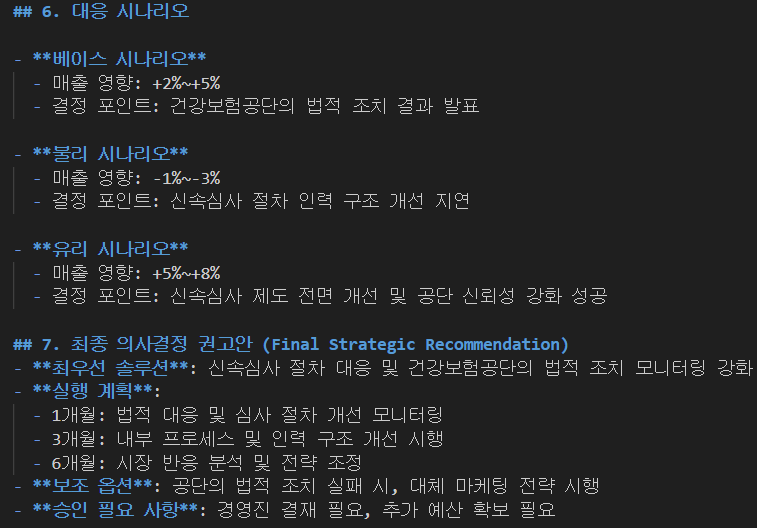 ## 6. 대응 시나리오
- **베이스 시나리오**
- 매출 영향: +2%~+5%
- 결정 포인트: 건강보험공단의 법적 조치 결과 발표
- **불리 시나리오**
- 매출 영향: -1%~-3%
- 결정 포인트: 신속심사 절차 인력 구조 개선 지연
- **유리 시나리오**
- 매출 영향: +5%~+8%
- 결정 포인트: 신속심사 제도 전면 개선 및 공단 신뢰성 강화 성공
## 7. 최종 의사결정 권고안 (Final Strategic Recommendation)
- **최우선 솔루션**: 신속심사 절차 대응 및 건강보험공단의 법적 조치 모니터링 강화
- **실행 계획**:
- 1개월: 법적 대응 및 심사 절차 개선 모니터링
- 3개월: 내부 프로세스 및 인력 구조 개선 시행
- 6개월: 시장 반응 분석 및 전략 조정
- **보조 옵션**: 공단의 법적 조치 실패 시, 대체 마케팅 전략 시행
- **승인 필요 사항**: 경영진 결재 필요, 추가 예산 확보 필요